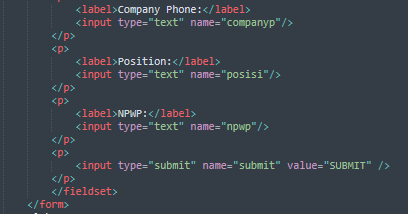 <label>Company Phone:</label>
<input type="text" name="companyp"/>
</p>
<p>
<label>Position:</label>
<input type="text" name="posisi"/>
</p>
<p>
<label>NPWP:</label>
<input type="text" name="npwp"/>
</p>
<p>
<input type="submit" name="submit" value="SUBMIT" />
</p>
</fieldset>
</form>